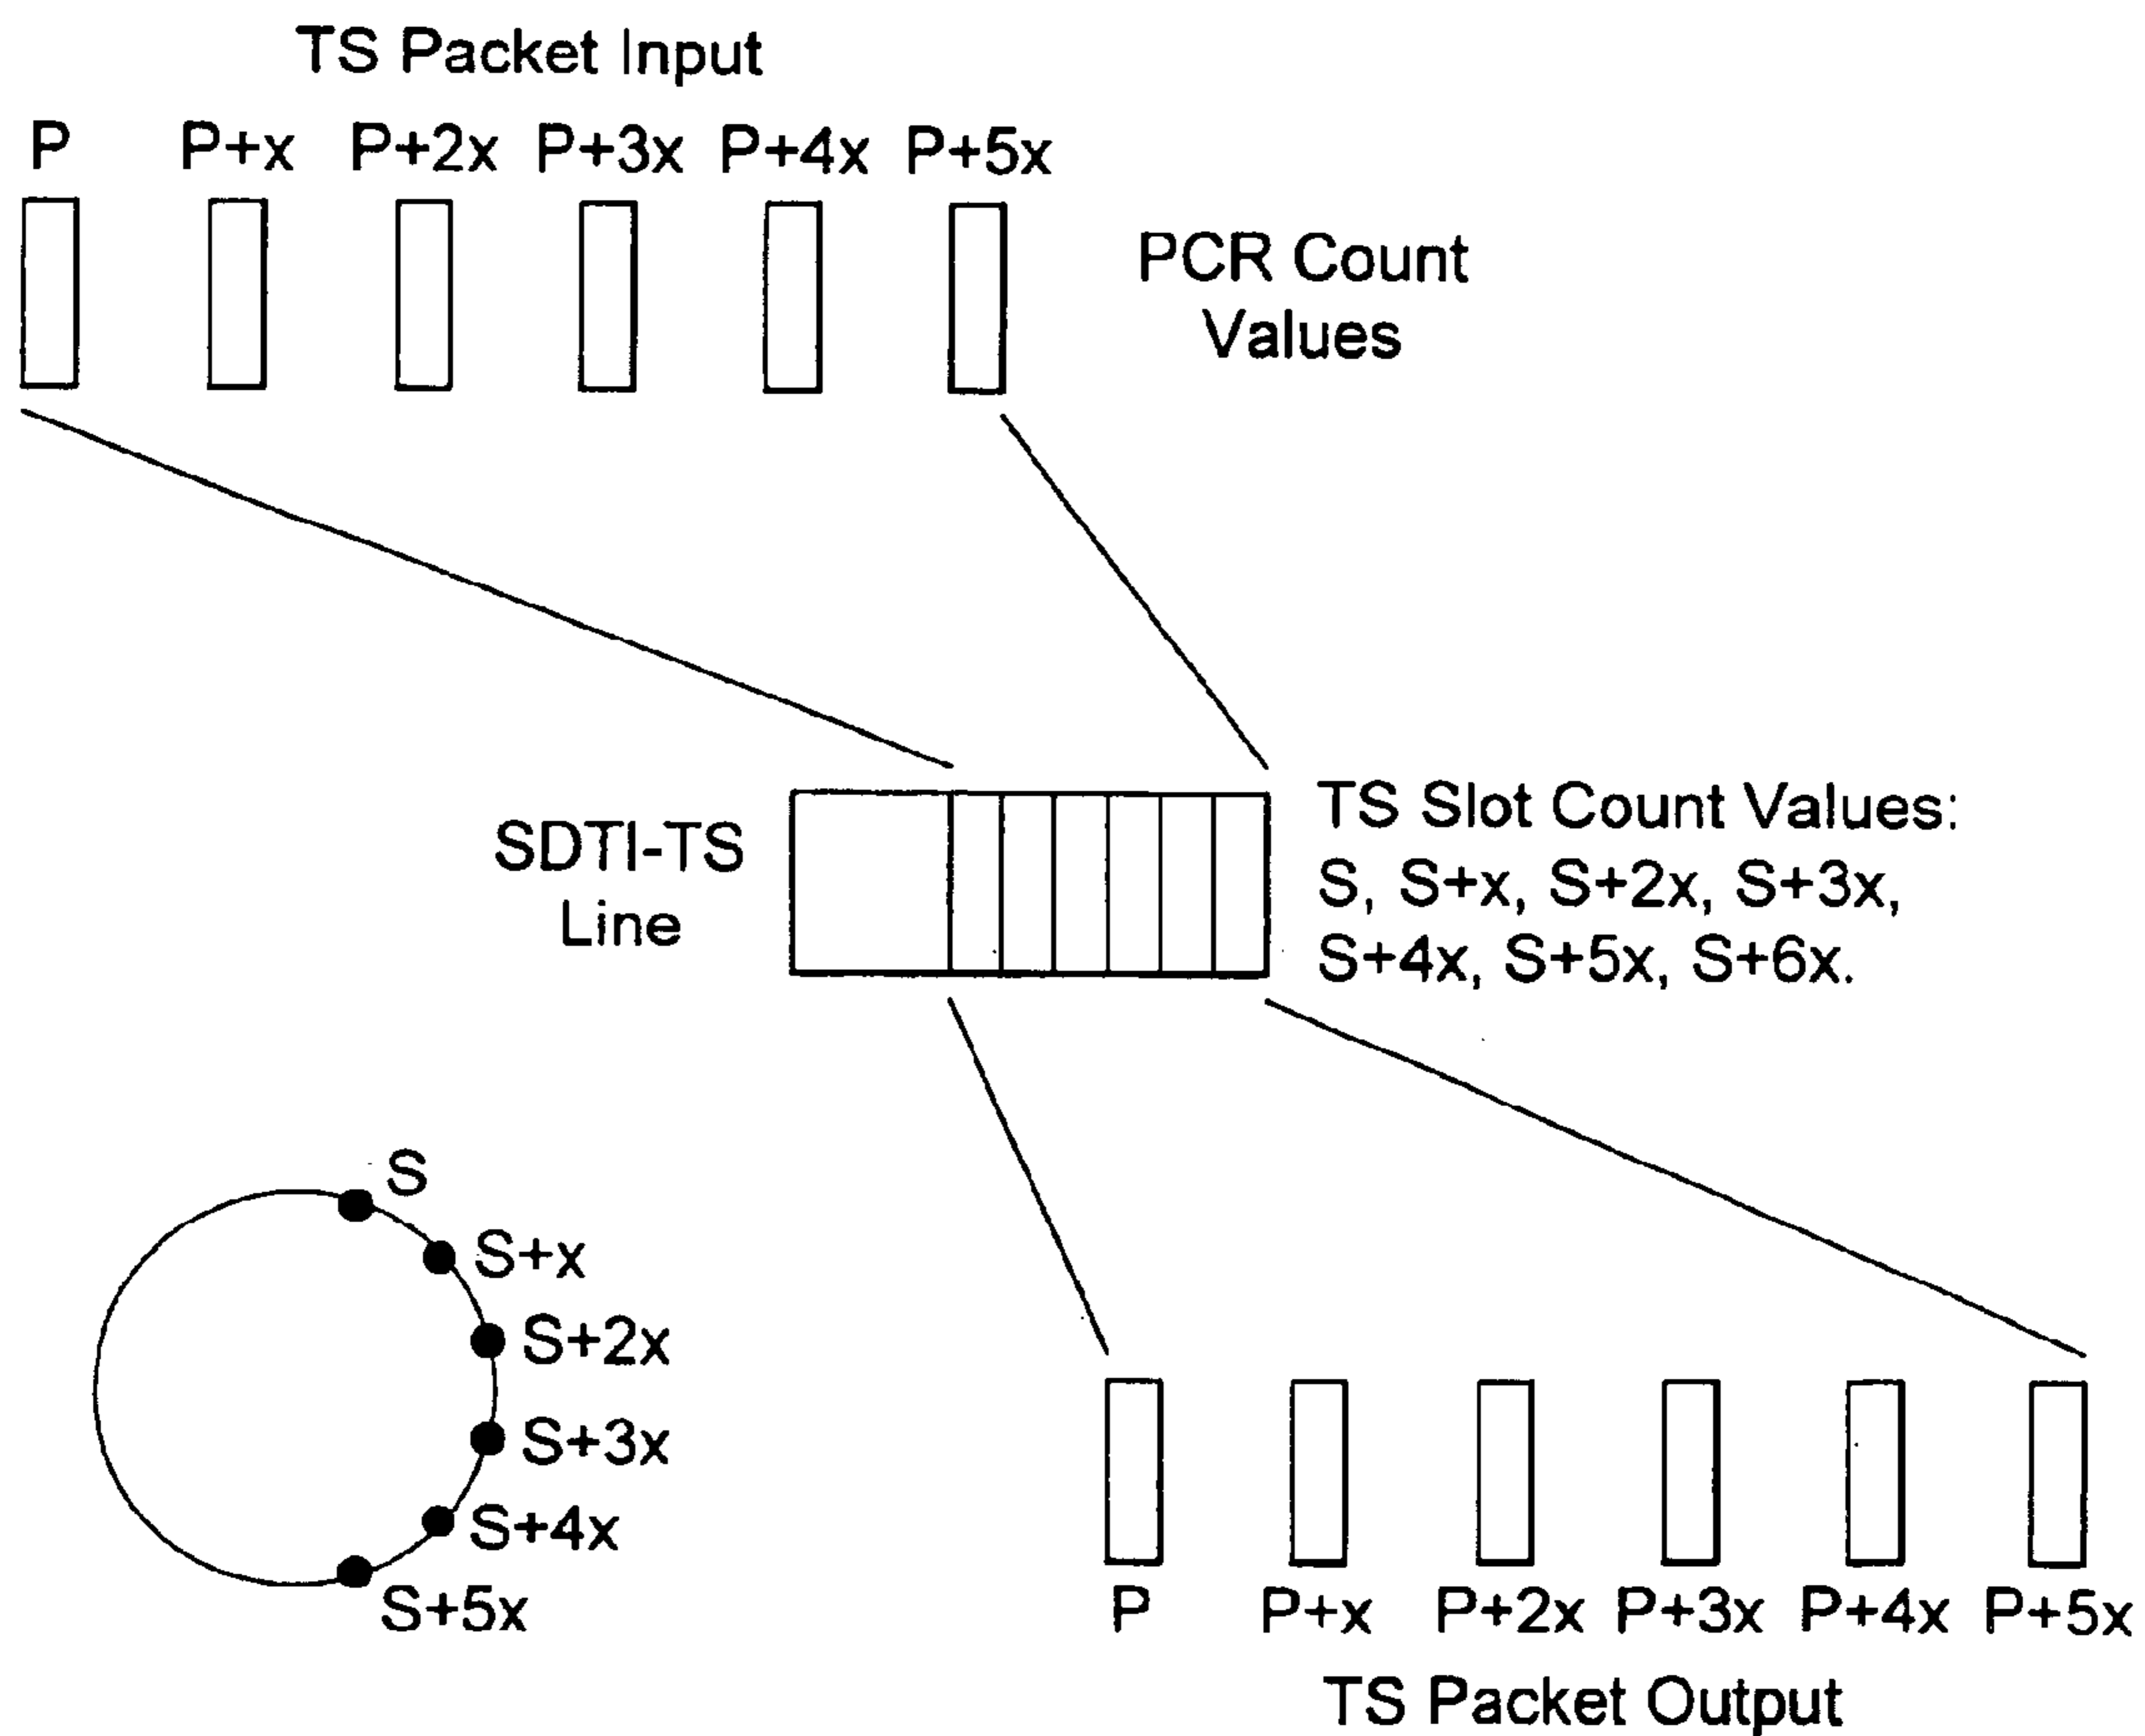 TS Packet Input
P P+x P+2x P+3x P+4x P+5x
PCR Count
Values
SDTI-TS
Line
TS Slot Count Values:
S, S+x, S+2x, S+3x,
S+4x, S+5x, S+6x.
S
S+x
S+2x
S+3x
S+4x
S+5x
P P+x P+2x P+3x P+4x P+5x
TS Packet Output